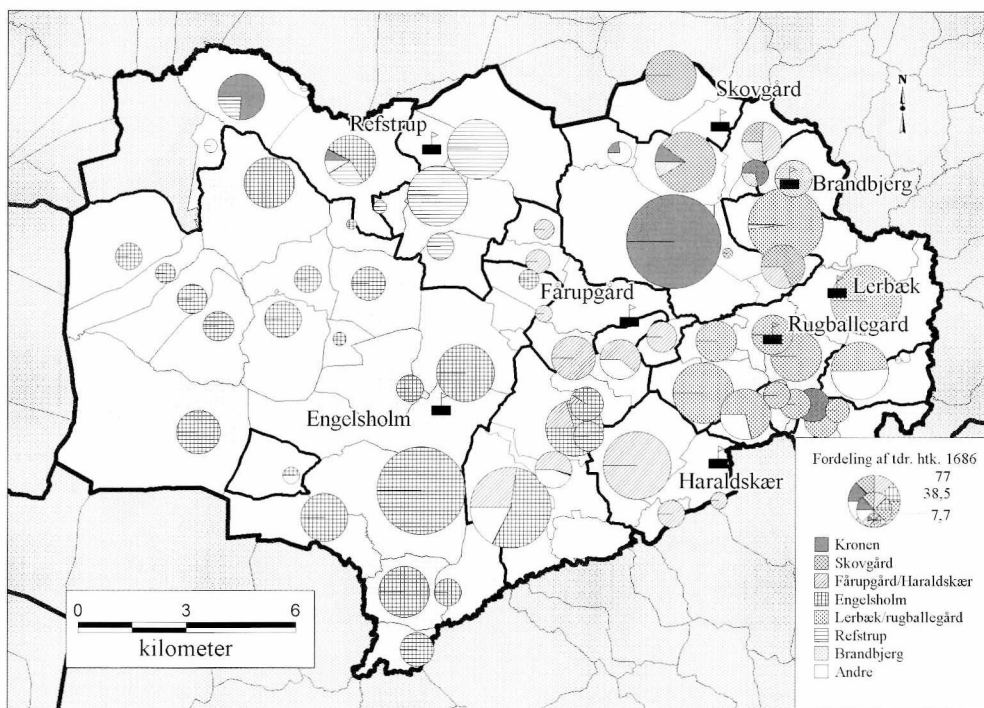 Skovgård
N
Refstrup
Brandbjerg
Lerbæk
Fårupgård
Rugballegard
Engelsholm
Haraldskær
Fordeling af tdr. htk. 1686
77
38,5
7,7
Kronen
Skovgård
Fårupgård/Haraldskær
Engelsholm
Lerbæk/rugballegård
Refstrup
Brandbjerg
Andre
0 3 6
kilometer